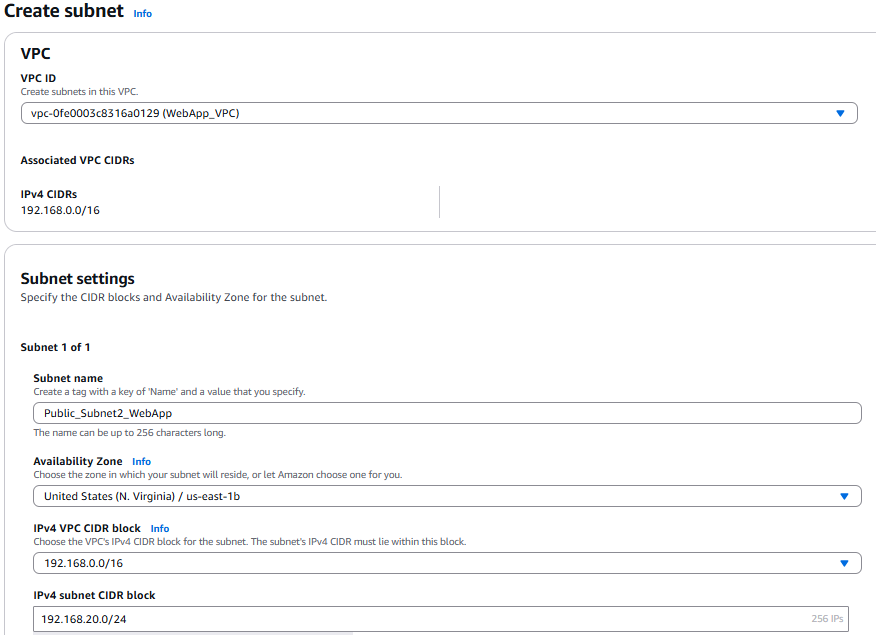 Create subnet Info
VPC
VPC ID
Create subnets in this VPC.
vpc-0fe0003c8316a0129 (WebApp_VPC)
Associated VPC CIDRs
IPv4 CIDRs
192.168.0.0/16
Subnet settings
Specify the CIDR blocks and Availability Zone for the subnet.
Subnet 1 of 1
Subnet name
Create a tag with a key of 'Name' and a value that you specify.
Public_Subnet2_WebApp
The name can be up to 256 characters long.
Availability Zone Info
Choose the zone in which your subnet will reside, or let Amazon choose one for you.
United States (N. Virginia) / us-east-1b
IPv4 VPC CIDR block Info
Choose the VPC's IPv4 CIDR block for the subnet. The subnet's IPv4 CIDR must lie within this block.
192.168.0.0/16
IPv4 subnet CIDR block
192.168.20.0/24 256 IPs